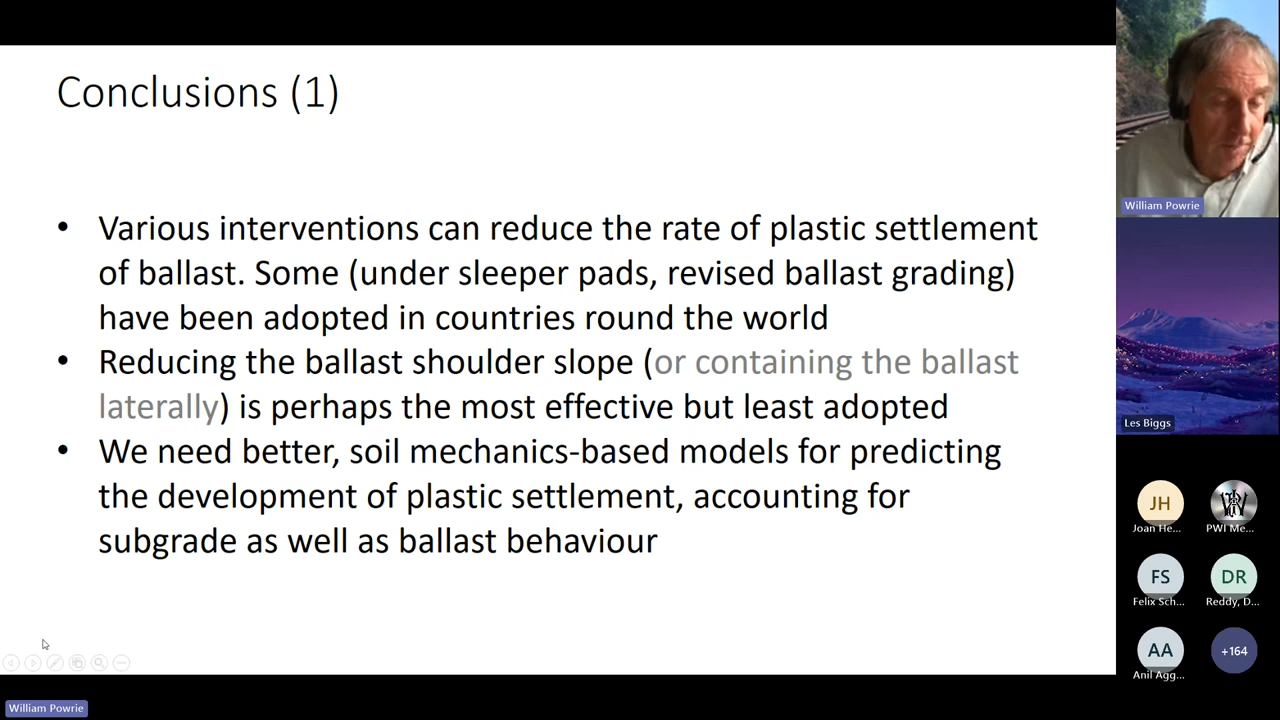 Conclusions (1)
• Various interventions can reduce the rate of plastic settlement
of ballast. Some (under sleeper pads, revised ballast grading)
have been adopted in countries round the world
• Reducing the ballast shoulder slope (or containing the ballast
laterally) is perhaps the most effective but least adopted
• We need better, soil mechanics-based models for predicting
the development of plastic settlement, accounting for
subgrade as well as ballast behaviour
William Powrie
Les Biggs
JH
Joan He...
PWI Me...
FS
Felix Sch...
DR
Reddy, D...
AA
Anil Agg...
+164
William Powrie